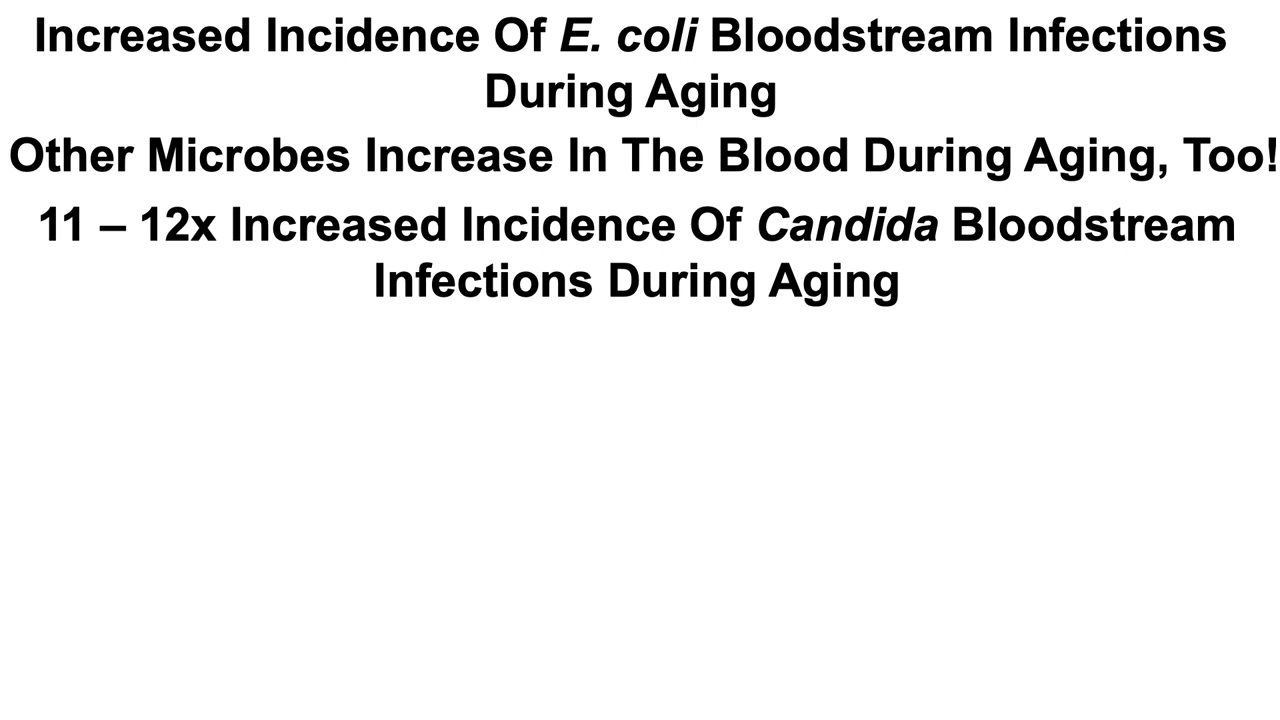 Increased Incidence Of E. coli Bloodstream Infections
During Aging
Other Microbes Increase In The Blood During Aging, Too!
11 – 12x Increased Incidence Of Candida Bloodstream
Infections During Aging